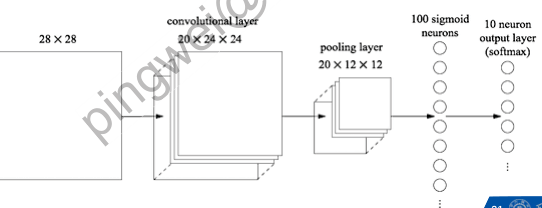 28 × 28
convolutional layer
20 × 24 × 24
pooling layer
20 × 12 × 12
100 sigmoid
neurons
10 neuron
output layer
(softmax)
pingwei@